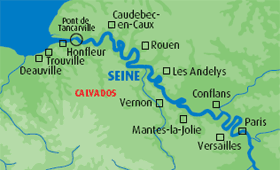 Pont de
Tancarville
Caudebec-
en-Caux
Honfleur
Trouville
Deauville
Rouen
SEINE
Les Andelys
CALVADOS
Vernon
Conflans
Mantes-la-Jolie
Paris
Versailles